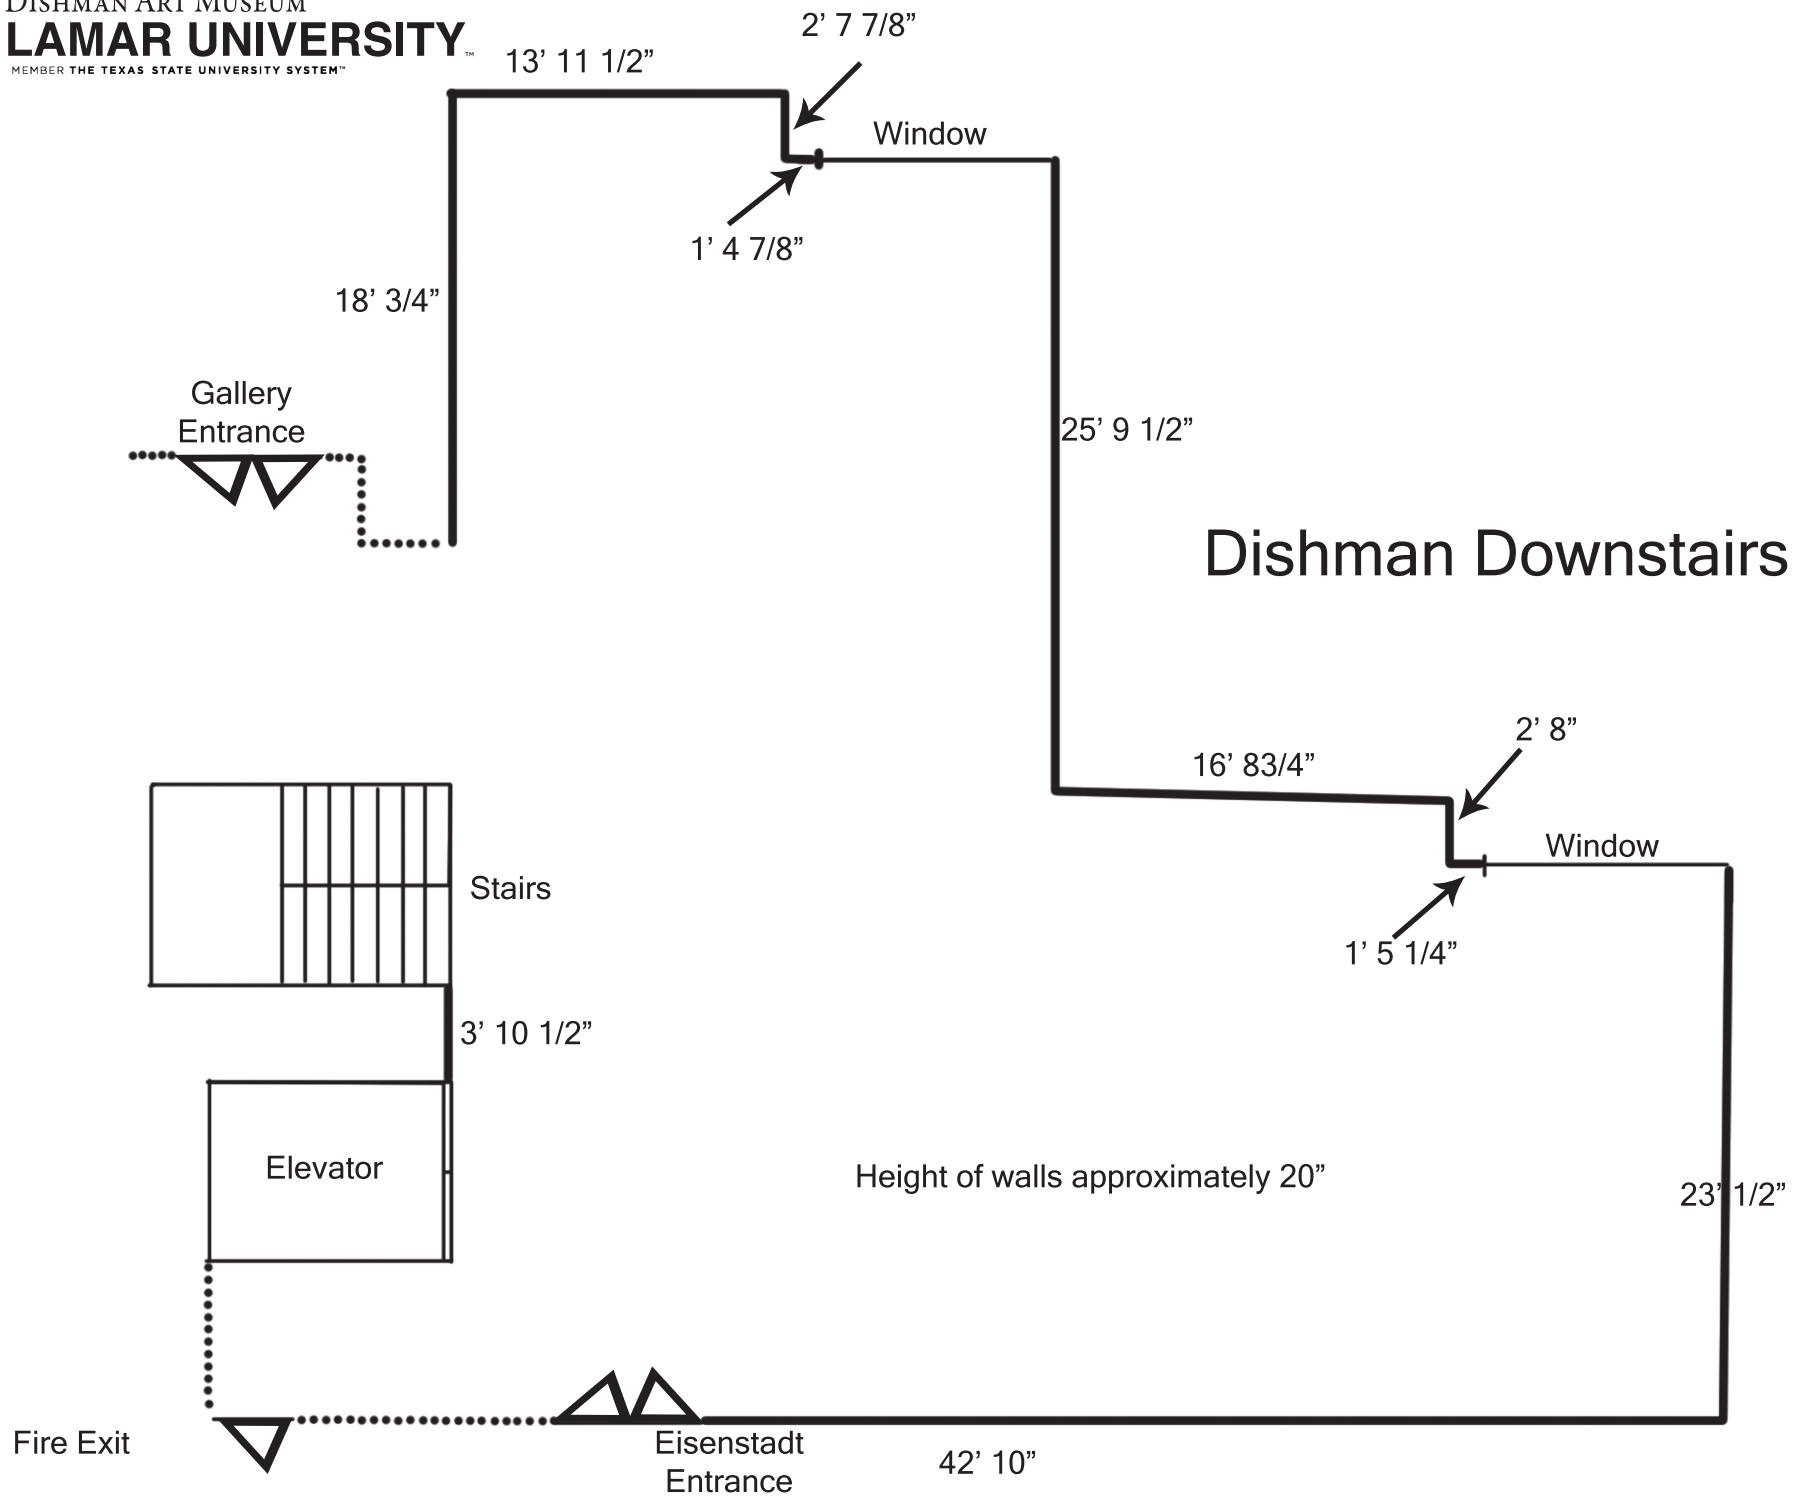 DISHMAN ART MUSEUM
LAMAR UNIVERSITY™
MEMBER THE TEXAS STATE UNIVERSITY SYSTEM™
13’ 11 1/2”
2’ 7 7/8”
Window
1’ 4 7/8”
18’ 3/4”
Gallery
Entrance
25’ 9 1/2”
Dishman Downstairs
2’ 8”
16’ 83/4”
Window
Stairs
1’ 5 1/4”
3’ 10 1/2”
Elevator
Height of walls approximately 20”
23’ 1/2”
Fire Exit
Eisenstadt
Entrance
42’ 10”